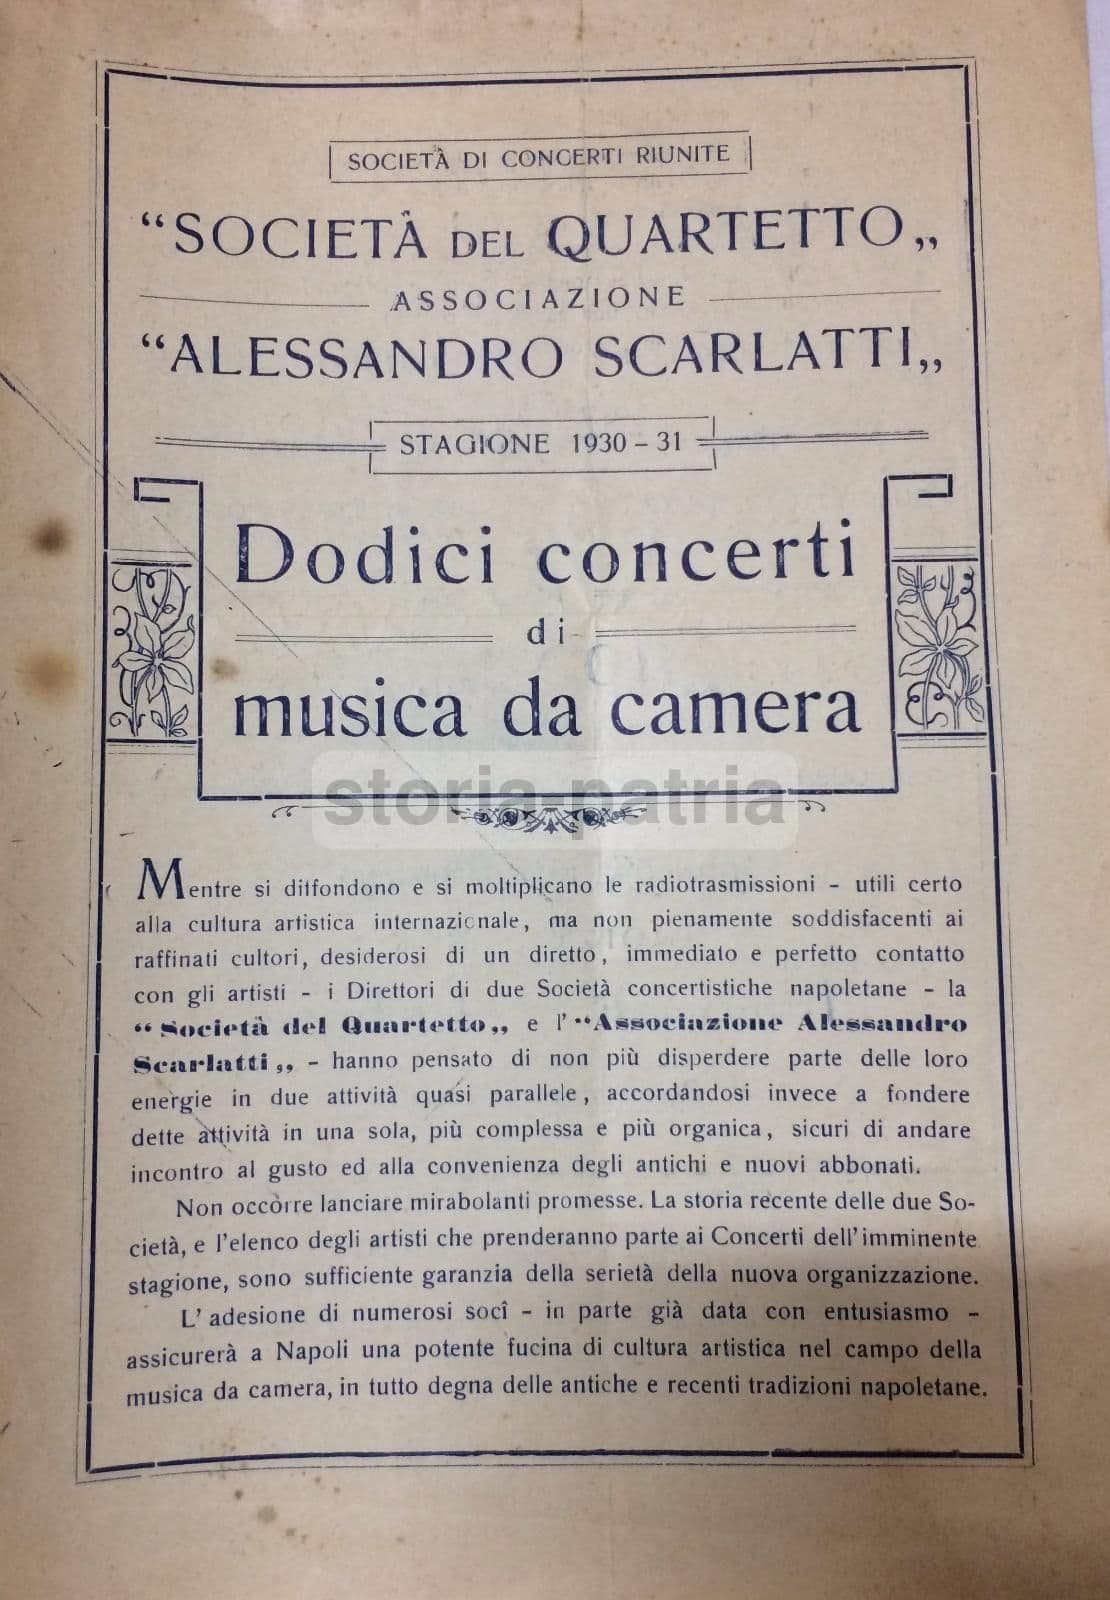 SOCIETÀ DI CONCERTI RIUNITE
“SOCIETÀ DEL QUARTETTO„
ASSOCIAZIONE
“ALESSANDRO SCARLATTI„
STAGIONE 1930 - 31
Dodici concerti
di
musica da camera
storia patria
Mentre si diffondono e si moltiplicano le radiotrasmissioni - utili certo
alla cultura artistica internazionale, ma non pienamente soddisfacenti ai
raffinati cultori, desiderosi di un diretto, immediato e perfetto contatto
con gli artisti - i Direttori di due Società concertistiche napoletane - la
“Società del Quartetto„ e l'“Associazione Alessandro
Scarlatti„ - hanno pensato di non più disperdere parte delle loro
energie in due attività quasi parallele, accordandosi invece a fondere
dette attività in una sola, più complessa e più organica, sicuri di andare
incontro al gusto ed alla convenienza degli antichi e nuovi abbonati.
Non occorre lanciare mirabolanti promesse. La storia recente delle due So-
cietà, e l'elenco degli artisti che prenderanno parte ai Concerti dell'imminente
stagione, sono sufficiente garanzia della serietà della nuova organizzazione.
L'adesione di numerosi socî - in parte già data con entusiasmo -
assicurerà a Napoli una potente fucina di cultura artistica nel campo della
musica da camera, in tutto degna delle antiche e recenti tradizioni napoletane.